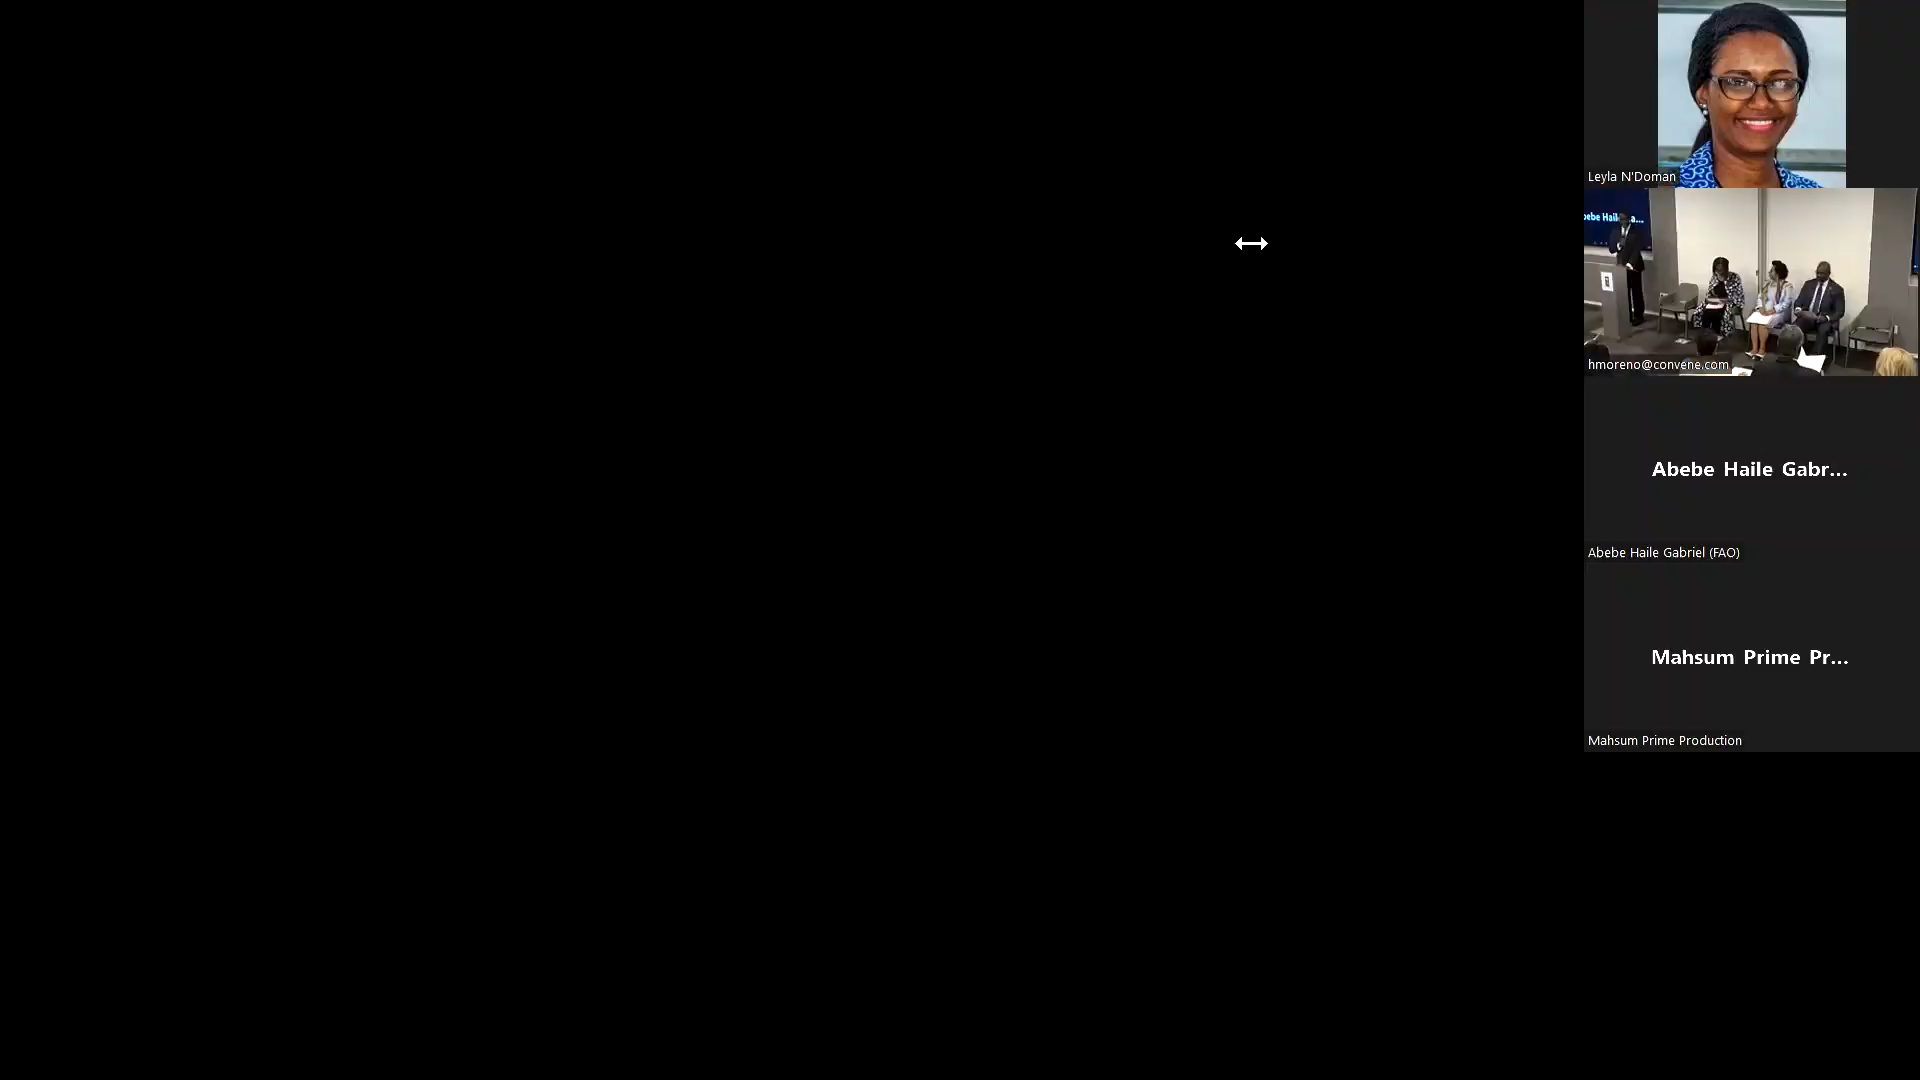 Leyla N'Doman
hmoreno@convene.com
Abebe Haile Gabr...
Abebe Haile Gabriel (FAO)
Mahsum Prime Pr...
Mahsum Prime Production